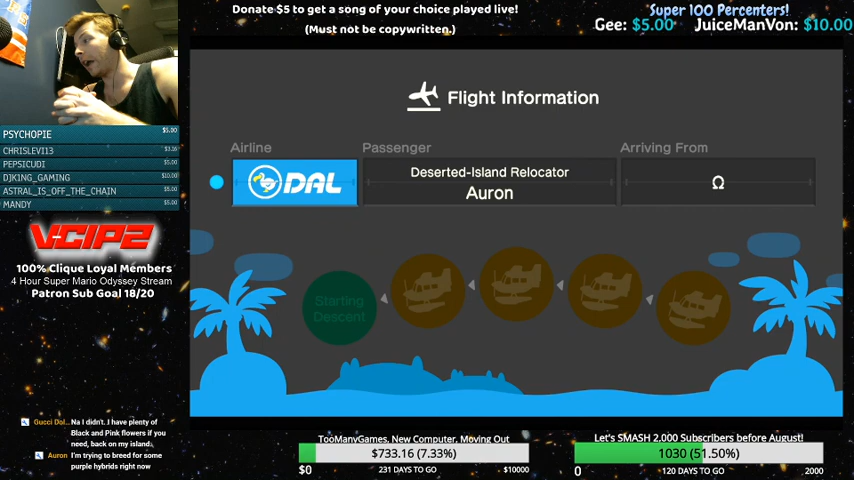 Donate $5 to get a song of your choice played live!
(Must not be copywritten.)
Super 100 Percenters!
Gee: $5.00 JuiceManVon: $10.00
PSYCHOPIE $5.00
CHRISLEVI13 $3.16
PEPSICUDI $5.00
DJKING_GAMING $10.00
ASTRAL_IS_OFF_THE_CHAIN $5.00
MANDY $5.00
VCIPZ
100% Clique Loyal Members
4 Hour Super Mario Odyssey Stream
Patron Sub Goal 18/20
Flight Information
Airline Passenger Arriving From
DAL
Deserted-Island Relocator
Auron
Ω
Starting
Descent
Gucci Dol... Na I didn't. I have plenty of
Black and Pink flowers if you
need, back on my island.
Auron I'm trying to breed for some
purple hybrids right now
TooManyGames, New Computer, Moving Out
$733.16 (7.33%)
$0 231 DAYS TO GO $10000
Let's SMASH 2,000 Subscribers before August!
1030 (51.50%)
0 120 DAYS TO GO 2000